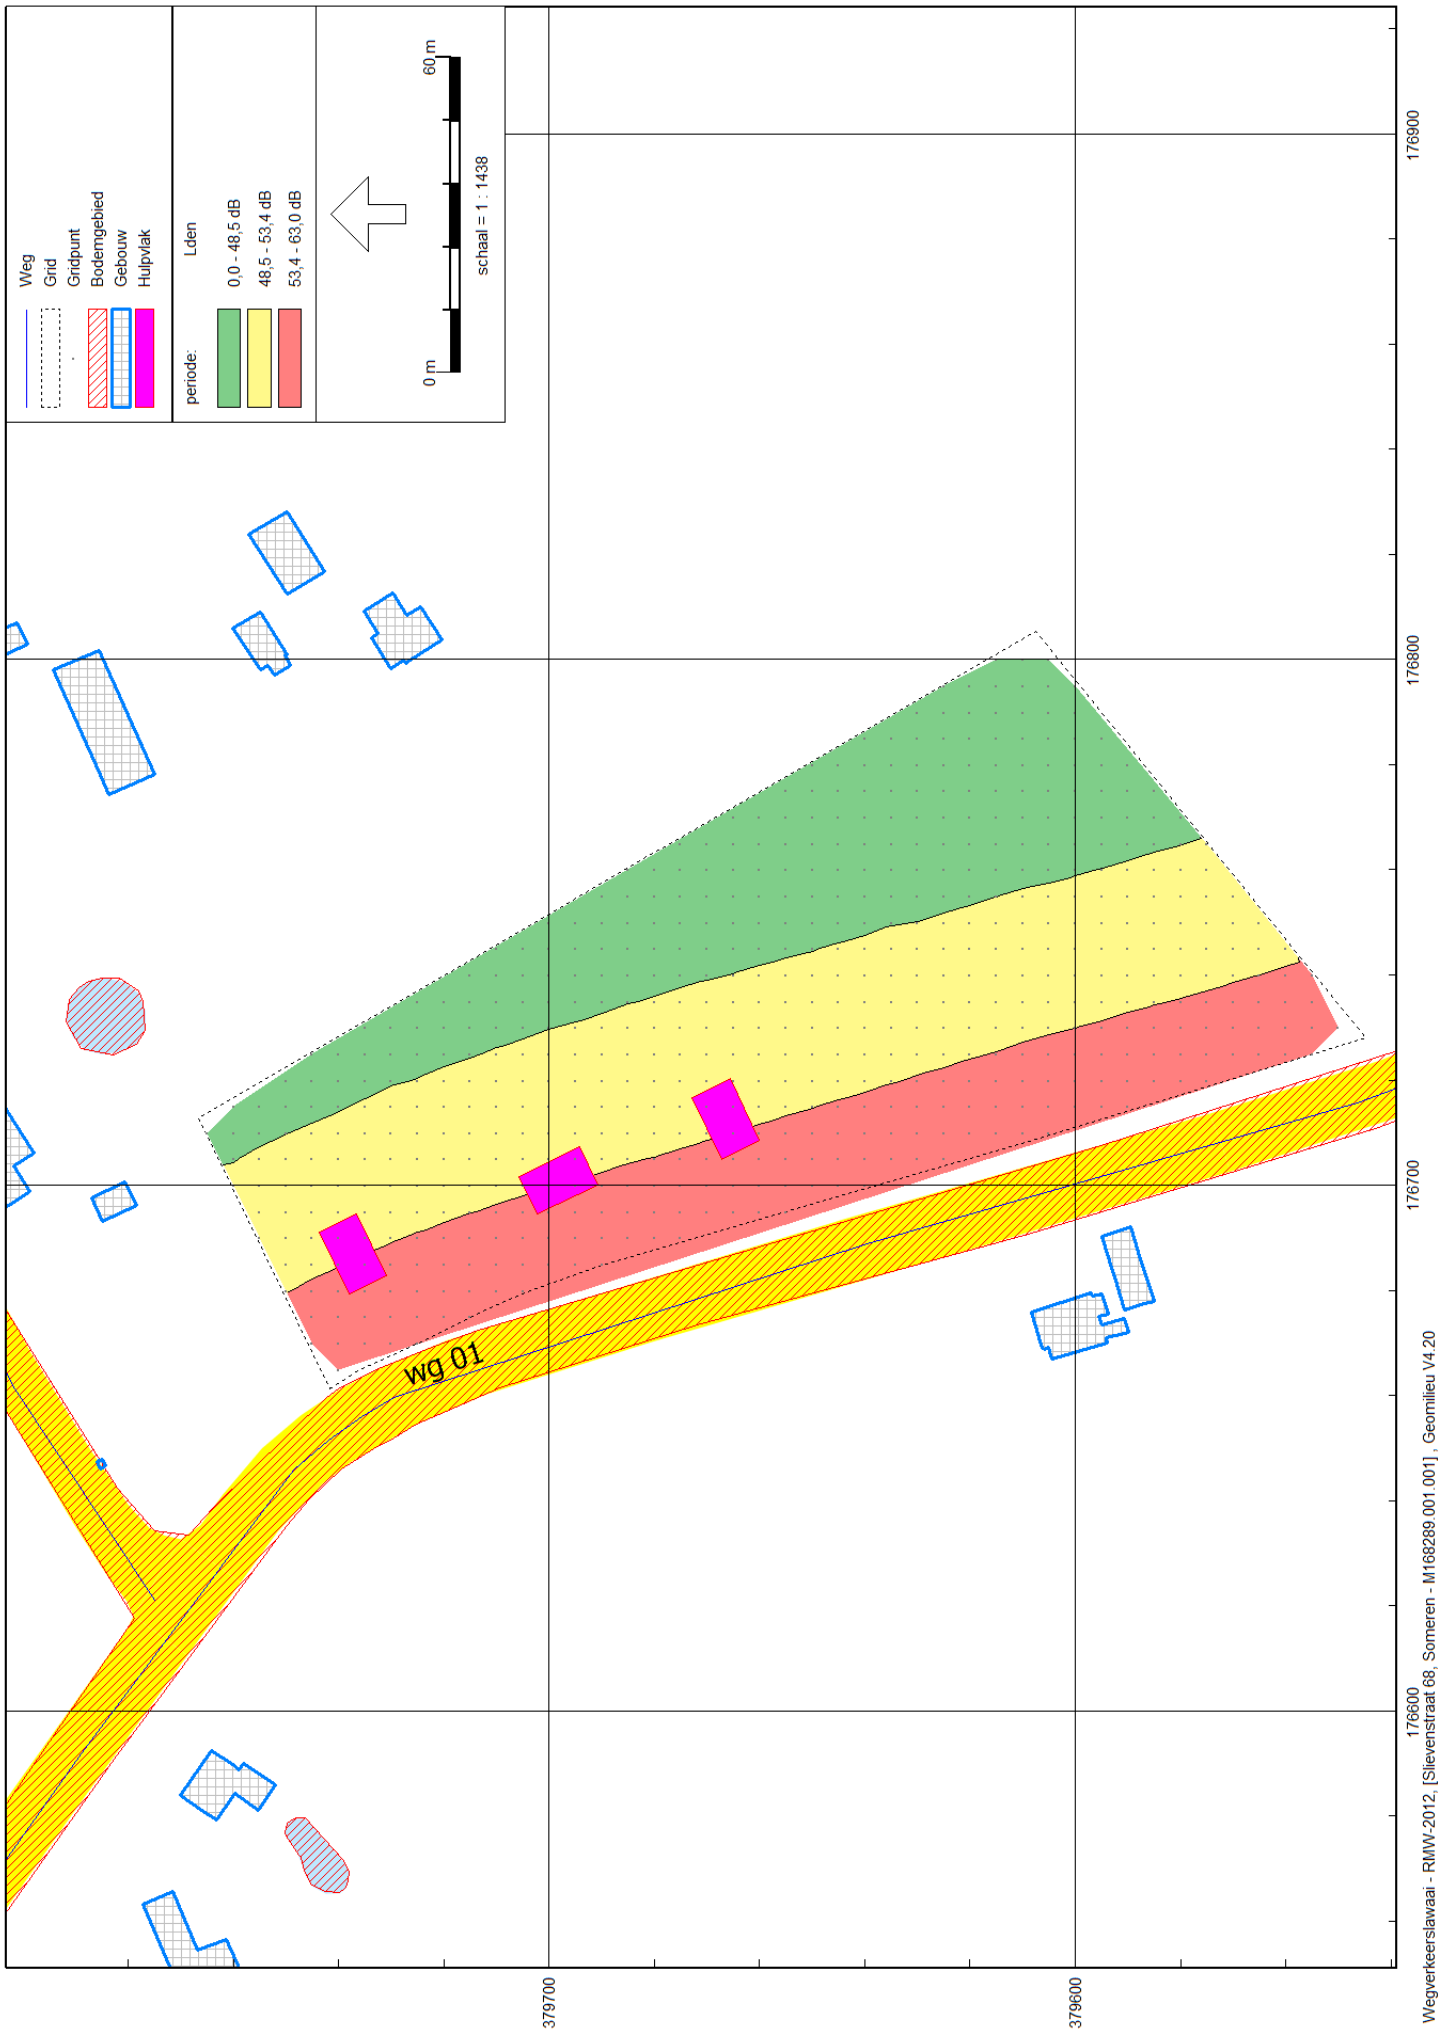 Weg
Grid
Gridpunt
Bodemgebied
Gebouw
Hulpvlak
periode: Lden
0,0 - 48,5 dB
48,5 - 53,4 dB
53,4 - 63,0 dB
0 m 60 m
schaal = 1 : 1438
wg 01
379700
379600
176600
176700
176800
176900
Wegverkeerslawaai - RMW-2012, [Slievenstraat 68, Someren - M168289.001.001] , Geomilieu V4.20